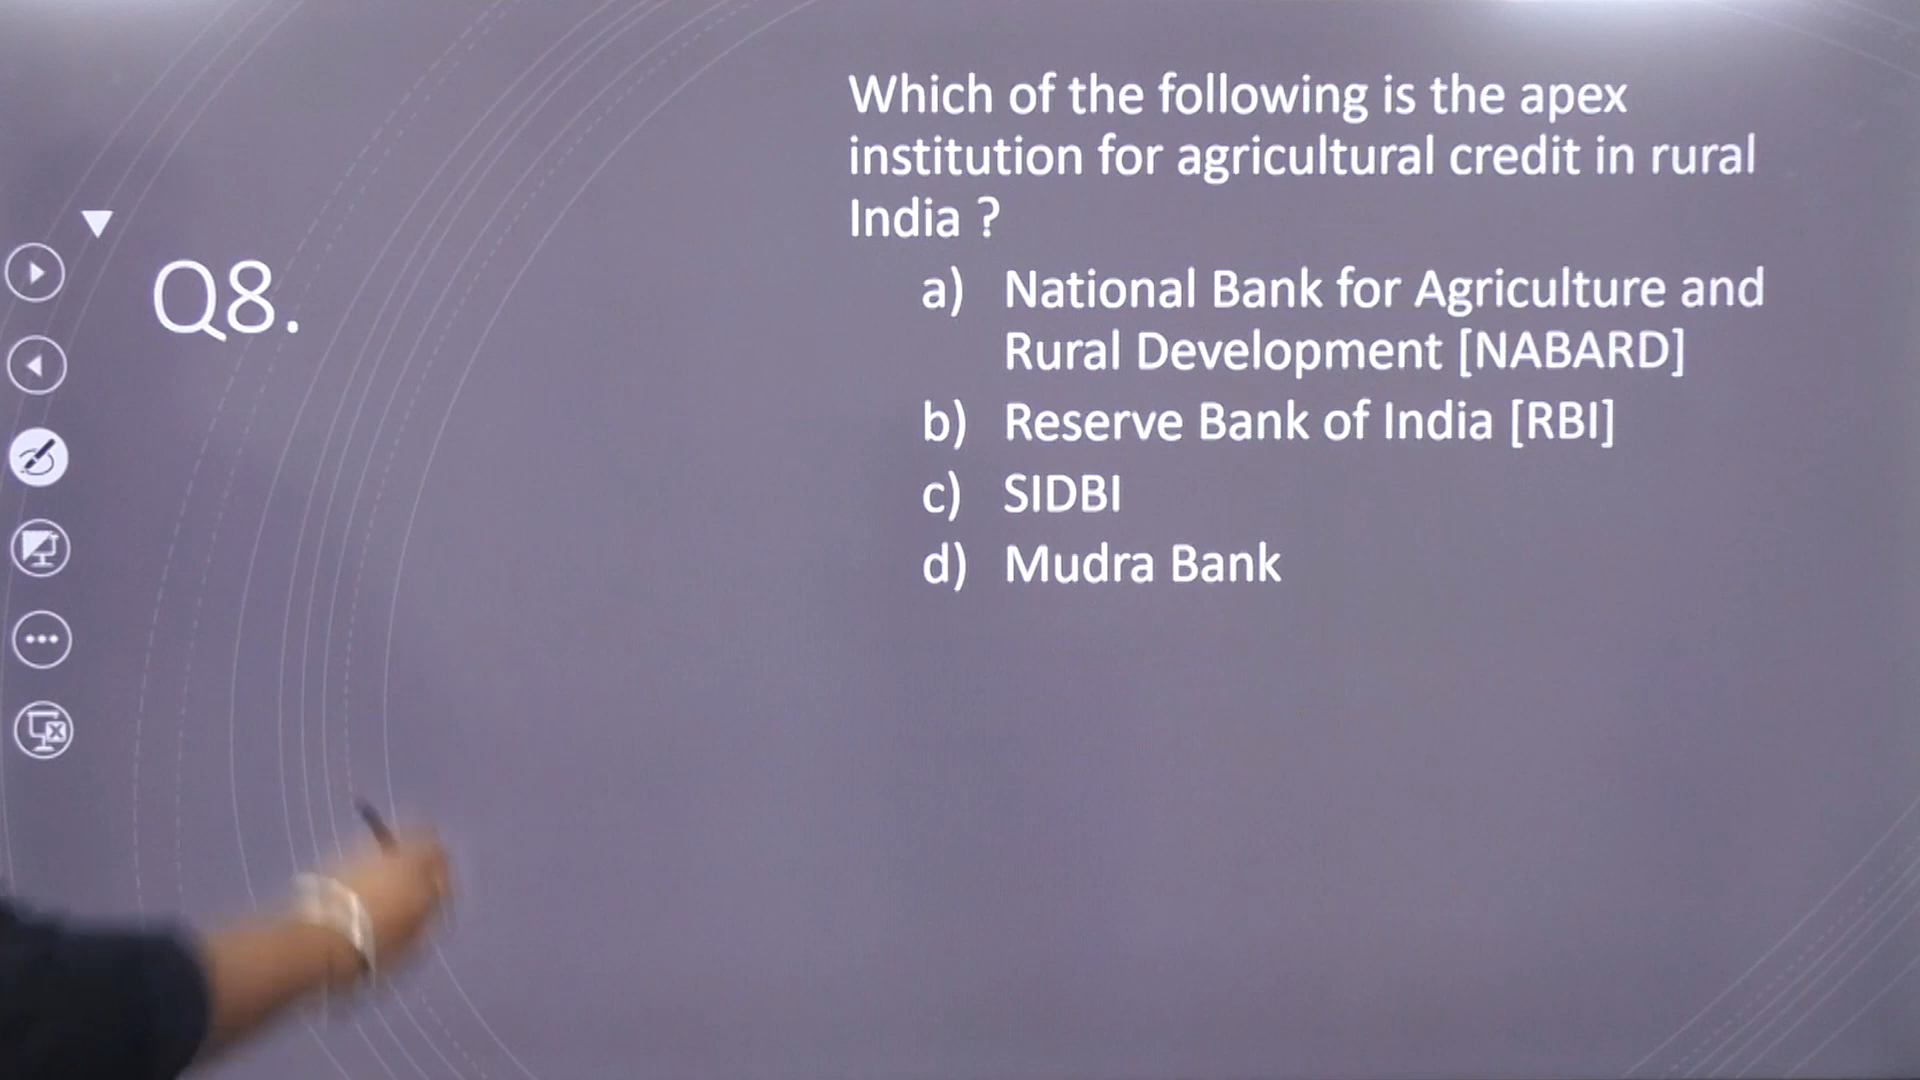 Which of the following is the apex
institution for agricultural credit in rural
India ?
Q8.
a) National Bank for Agriculture and
Rural Development [NABARD]
b) Reserve Bank of India [RBI]
c) SIDBI
d) Mudra Bank